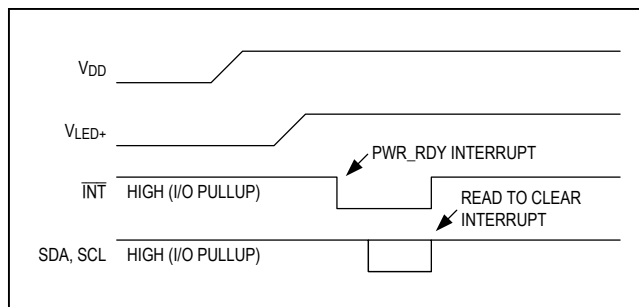 VDD
VLED+
PWR_RDY INTERRUPT
INT HIGH (I/O PULLUP)
READ TO CLEAR
INTERRUPT
SDA, SCL HIGH (I/O PULLUP)